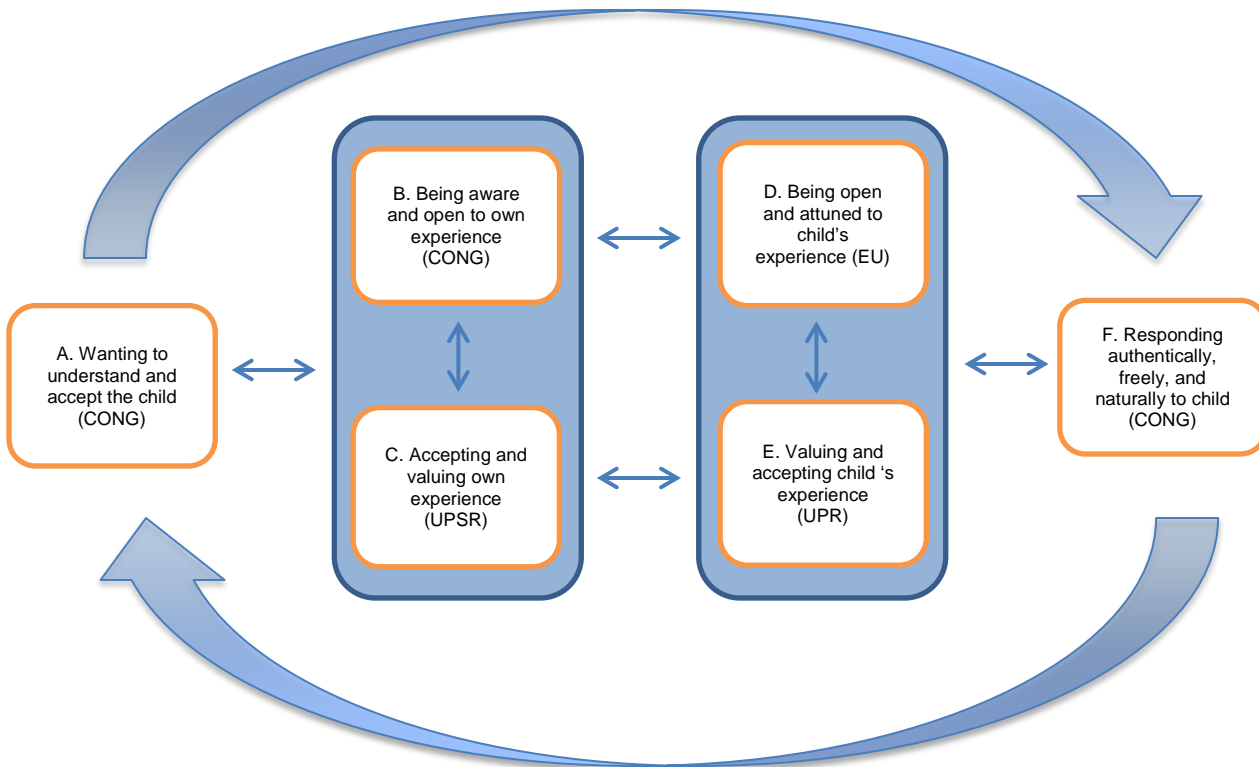 A. Wanting to
understand and
accept the child
(CONG)
B. Being aware
and open to own
experience
(CONG)
C. Accepting and
valuing own
experience
(UPSR)
D. Being open
and attuned to
child’s
experience (EU)
E. Valuing and
accepting child ‘s
experience
(UPR)
F. Responding
authentically,
freely, and
naturally to child
(CONG)